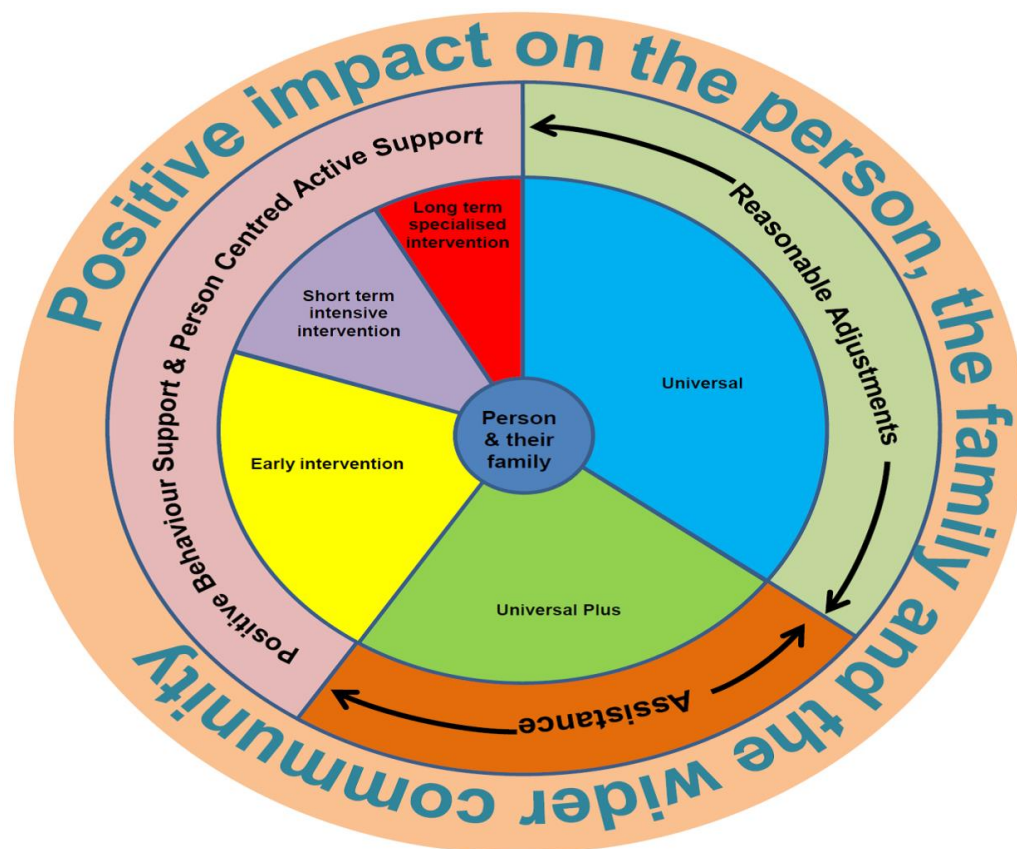 Positive impact on the person, the family and the wider community
Positive Behaviour Support & Person Centred Active Support
Reasonable Adjustments
Assistance
Long term
specialised
intervention
Short term
intensive
intervention
Early intervention
Universal
Universal Plus
Person
& their
family